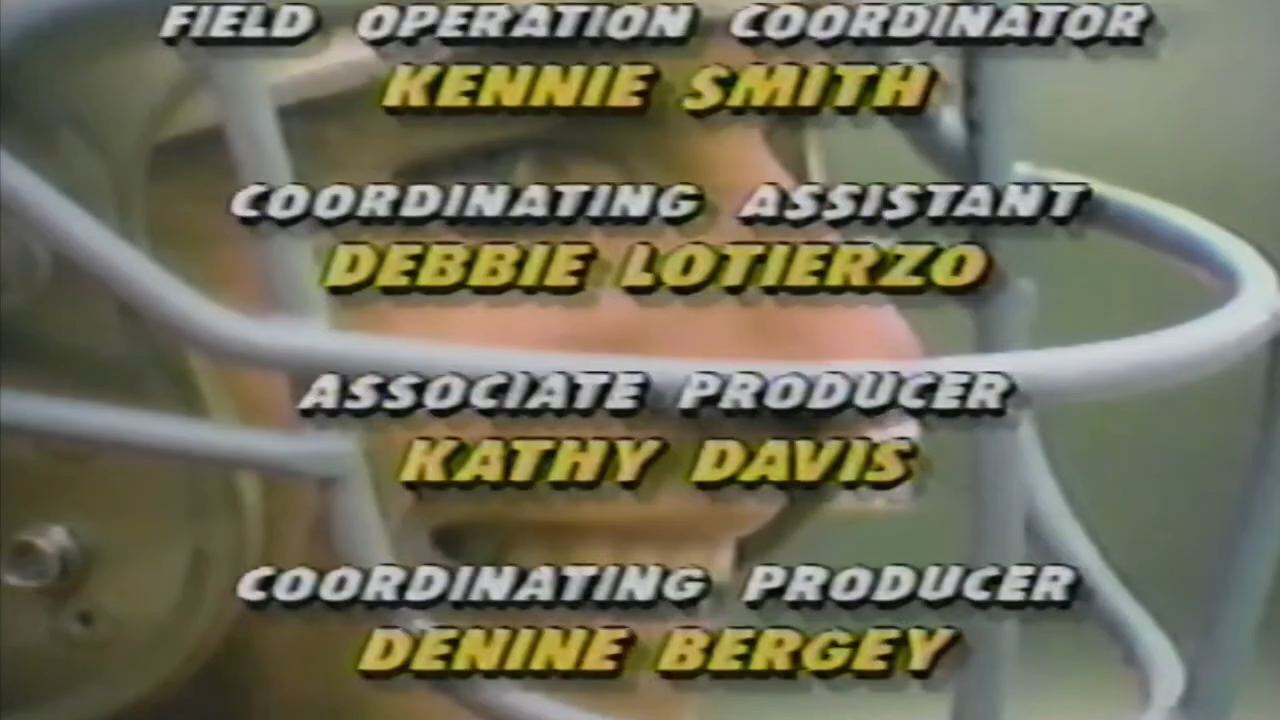 FIELD OPERATION COORDINATOR
KENNIE SMITH
COORDINATING ASSISTANT
DEBBIE LOTIERZO
ASSOCIATE PRODUCER
KATHY DAVIS
COORDINATING PRODUCER
DENINE BERGEY